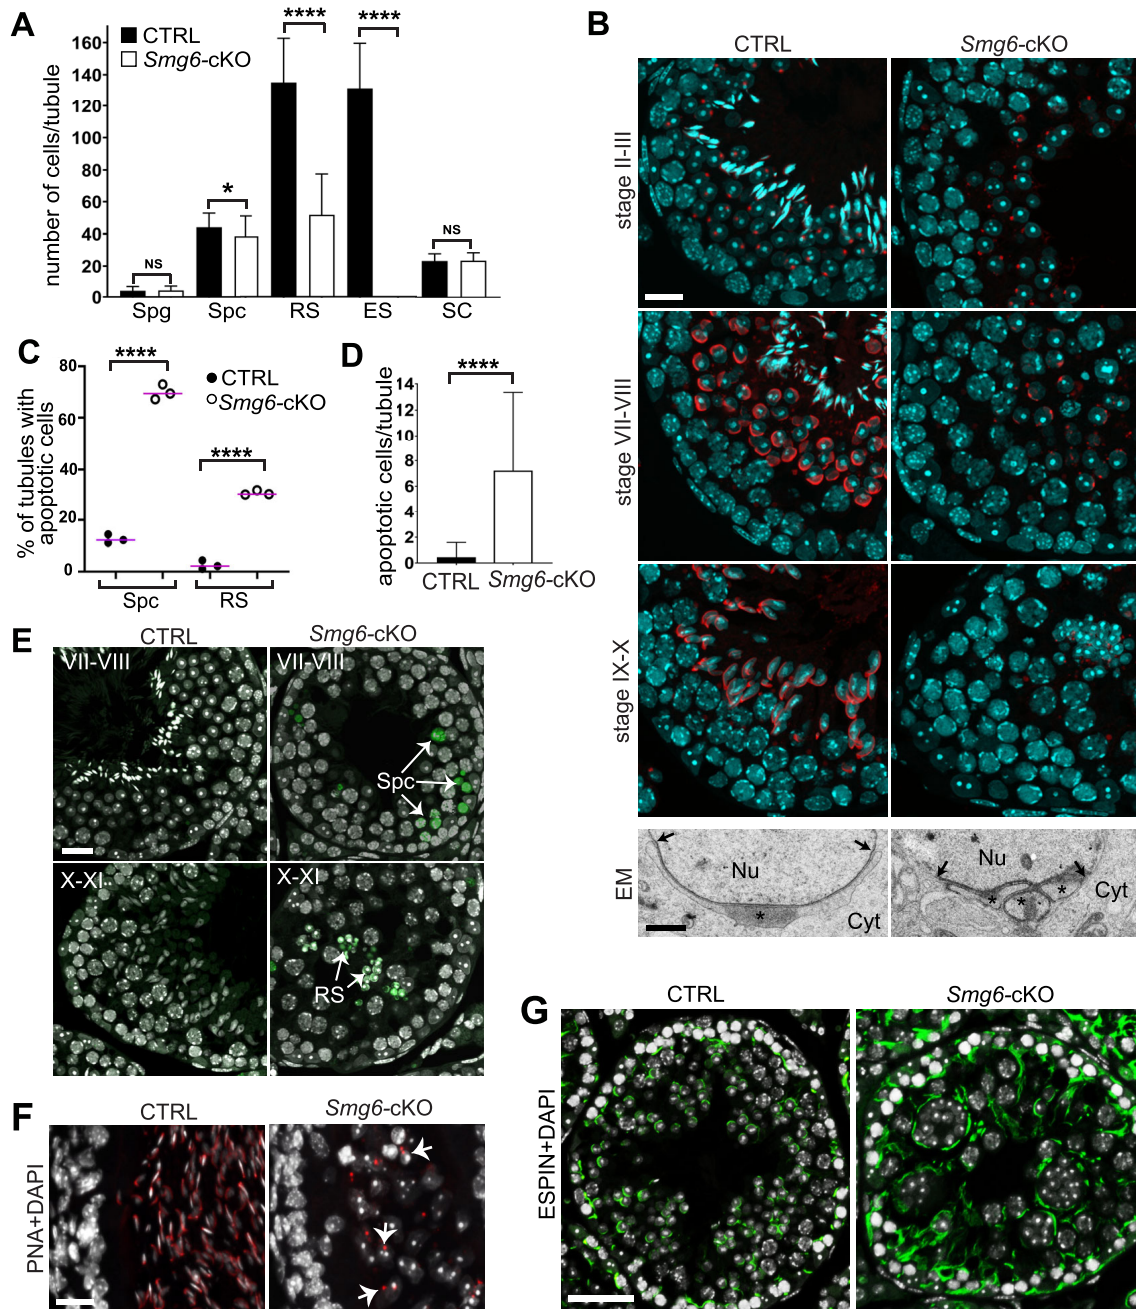 A
CTRL
Smg6-cKO
number of cells/tubule
160
140
120
100
80
60
40
20
0
NS
*
****
****
NS
Spg
Spc
RS
ES
SC
B
CTRL
Smg6-cKO
stage II-III
stage VII-VIII
stage IX-X
EM
Nu
*
Cyt
Nu
*
*
*
Cyt
C
% of tubules with
apoptotic cells
80
60
40
20
0
****
****
CTRL
Smg6-cKO
Spc
RS
D
apoptotic cells/tubule
14
12
10
8
6
4
2
0
****
CTRL
Smg6-cKO
E
CTRL
Smg6-cKO
VII-VIII
VII-VIII
Spc
X-XI
X-XI
RS
F
CTRL
Smg6-cKO
PNA+DAPI
G
CTRL
Smg6-cKO
ESPIN+DAPI